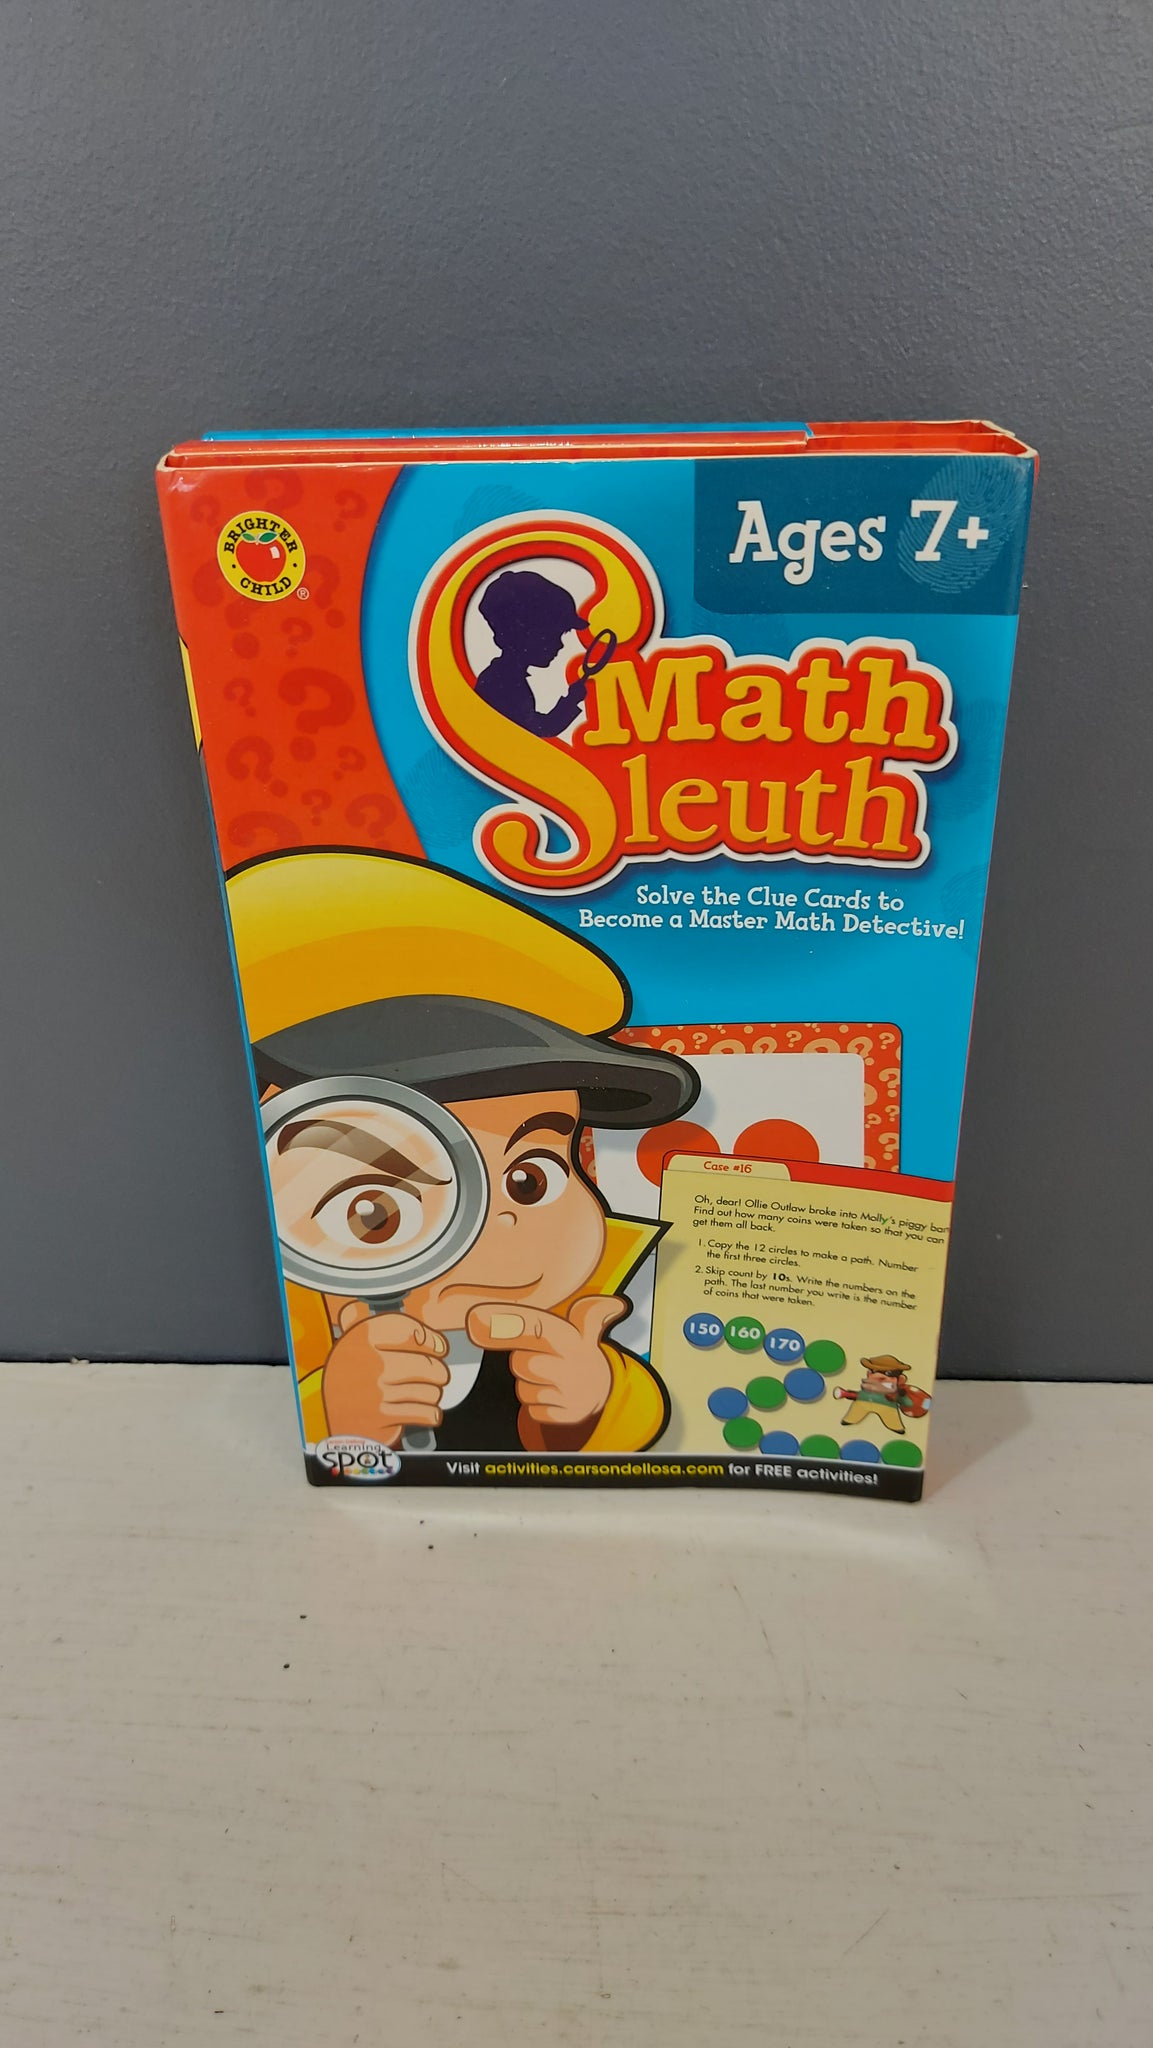 BRIGHTER
CHILD
®
Ages 7+
Math
Sleuth
Solve the Clue Cards to
Become a Master Math Detective!
Case #16
Oh, dear! Ollie Outlaw broke into Molly's piggy ban
Find out how many coins were taken so that you can
get them all back.
1. Copy the 12 circles to make a path. Number
the first three circles.
2. Skip count by 10s. Write the numbers on the
path. The last number you write is the number
of coins that were taken.
150 160 170
Learning
spot
Visit activities.carsondellosa.com for FREE activities!